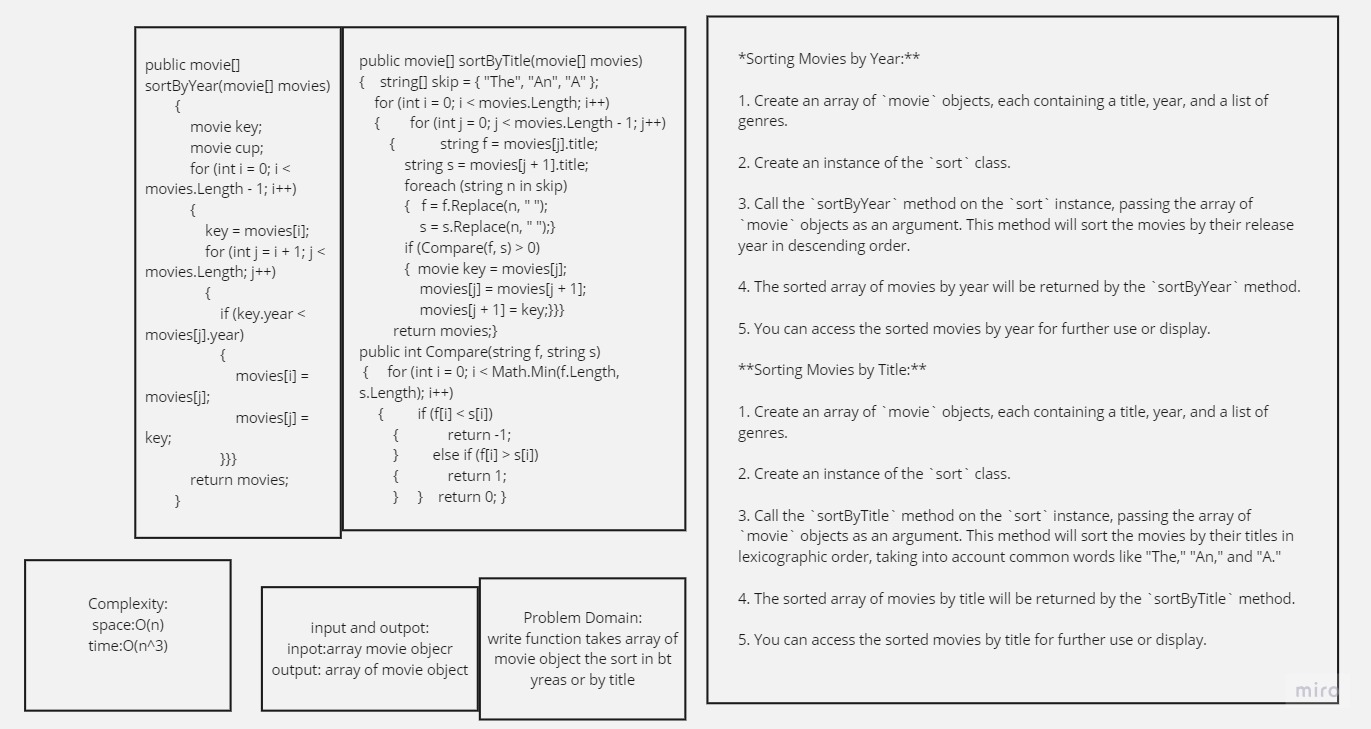 public movie[]
sortByYear(movie[] movies)
{
movie key;
movie cup;
for (int i = 0; i <
movies.Length - 1; i++)
{
key = movies[i];
for (int j = i + 1; j <
movies.Length; j++)
{
if (key.year <
movies[j].year)
{
movies[i] =
movies[j];
movies[j] =
key;
}}}
return movies;
}
public movie[] sortByTitle(movie[] movies)
{ string[] skip = { "The", "An", "A" };
for (int i = 0; i < movies.Length; i++)
{ for (int j = 0; j < movies.Length - 1; j++)
{ string f = movies[j].title;
string s = movies[j + 1].title;
foreach (string n in skip)
{ f = f.Replace(n, " ");
s = s.Replace(n, " ");}
if (Compare(f, s) > 0)
{ movie key = movies[j];
movies[j] = movies[j + 1];
movies[j + 1] = key;}}}
return movies;}
public int Compare(string f, string s)
{ for (int i = 0; i < Math.Min(f.Length,
s.Length); i++)
{ if (f[i] < s[i])
{ return -1;
} else if (f[i] > s[i])
{ return 1;
} } return 0; }
*Sorting Movies by Year:**
1. Create an array of `movie` objects, each containing a title, year, and a list of
genres.
2. Create an instance of the `sort` class.
3. Call the `sortByYear` method on the `sort` instance, passing the array of
`movie` objects as an argument. This method will sort the movies by their release
year in descending order.
4. The sorted array of movies by year will be returned by the `sortByYear` method.
5. You can access the sorted movies by year for further use or display.
**Sorting Movies by Title:**
1. Create an array of `movie` objects, each containing a title, year, and a list of
genres.
2. Create an instance of the `sort` class.
3. Call the `sortByTitle` method on the `sort` instance, passing the array of
`movie` objects as an argument. This method will sort the movies by their titles in
lexicographic order, taking into account common words like "The," "An," and "A."
4. The sorted array of movies by title will be returned by the `sortByTitle` method.
5. You can access the sorted movies by title for further use or display.
Complexity:
space:O(n)
time:O(n^3)
input and outpot:
inpot:array movie objecr
output: array of movie object
Problem Domain:
write function takes array of
movie object the sort in bt
yreas or by title
miro